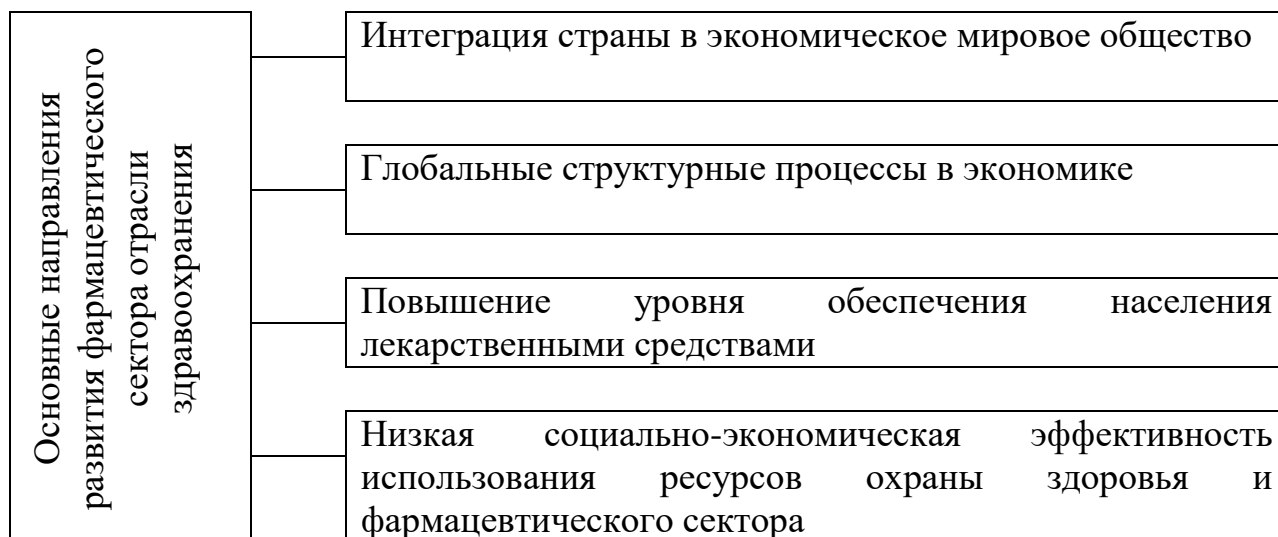 Основные направления
развития фармацевтического
сектора отрасли
здравоохранения
Интеграция страны в экономическое мировое общество
Глобальные структурные процессы в экономике
Повышение уровня обеспечения населения
лекарственными средствами
Низкая социально-экономическая эффективность
использования ресурсов охраны здоровья и
фармацевтического сектора